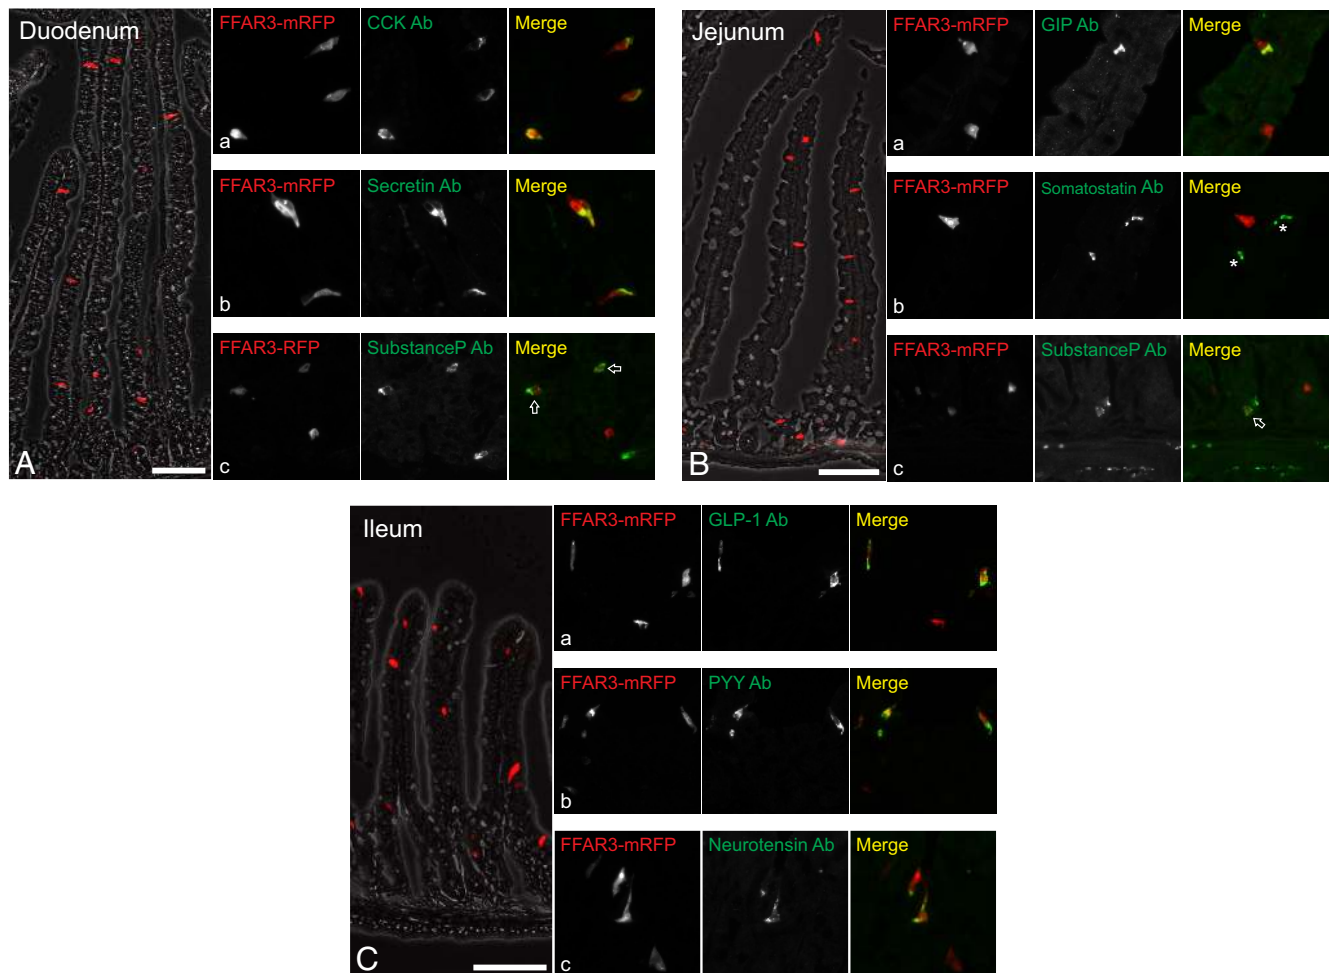 Duodenum
FFAR3-mRFP CCK Ab Merge
a
FFAR3-mRFP Secretin Ab Merge
b
FFAR3-RFP SubstanceP Ab Merge
c
A
Jejunum
FFAR3-mRFP GIP Ab Merge
a
FFAR3-mRFP Somatostatin Ab Merge
*
*
b
FFAR3-mRFP SubstanceP Ab Merge
c
B
Ileum
FFAR3-mRFP GLP-1 Ab Merge
a
FFAR3-mRFP PYY Ab Merge
b
FFAR3-mRFP Neurotensin Ab Merge
c
C